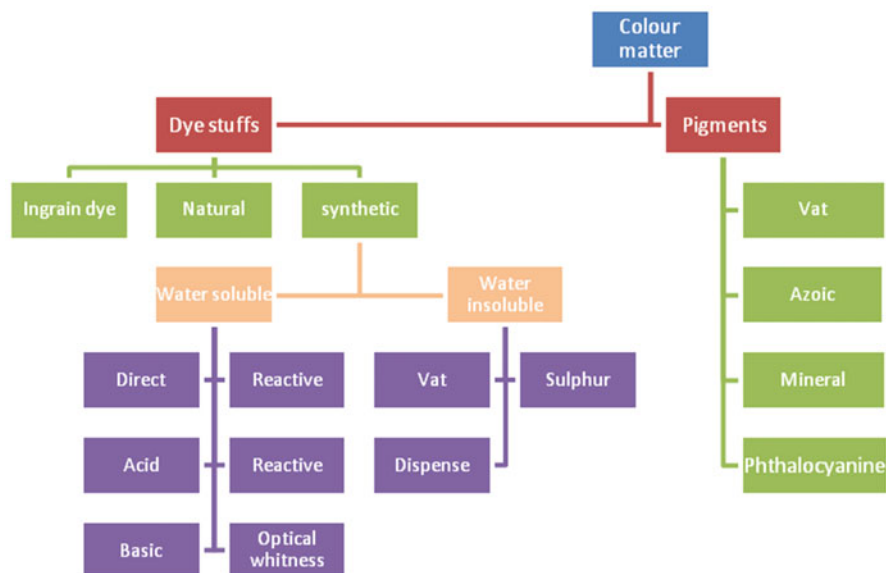 Colour
matter
Dye stuffs
Pigments
Ingrain dye
Natural
synthetic
Vat
Water soluble
Water
insoluble
Azoic
Direct
Reactive
Vat
Sulphur
Mineral
Acid
Reactive
Dispense
Phthalocyanine
Basic
Optical
whitness